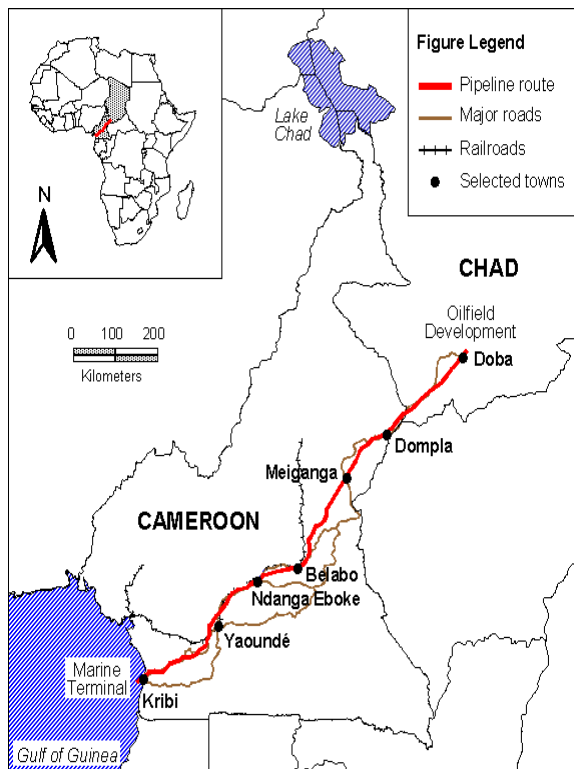 N
Figure Legend
Pipeline route
Major roads
Railroads
Selected towns
Lake
Chad
CHAD
Oilfield
Development
Doba
0 100 200
Kilometers
Dompla
Meiganga
CAMEROON
Belabo
Ndanga Eboke
Yaoundé
Marine
Terminal
Kribi
Gulf of Guinea